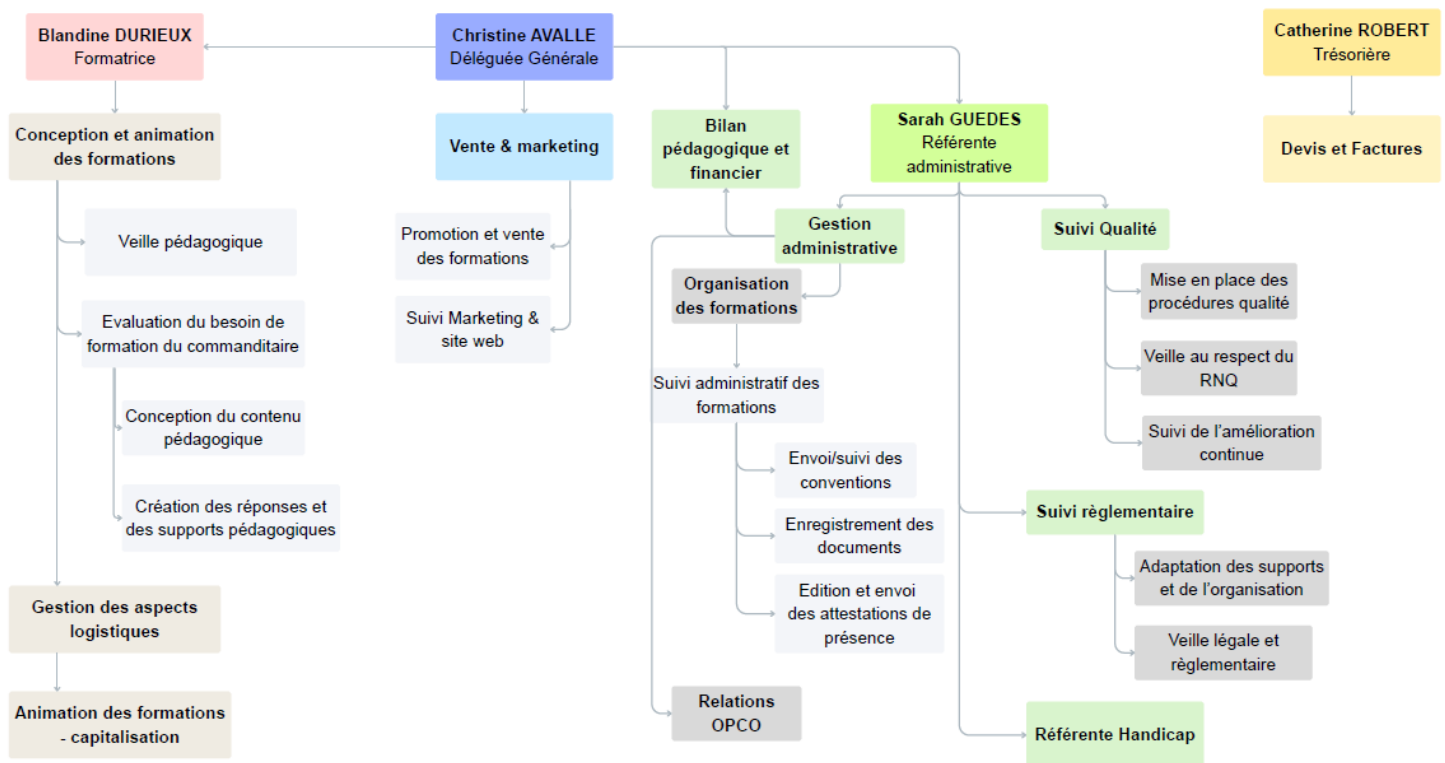 Blandine DURIEUX
Formatrice
Christine AVALLE
Déléguée Générale
Catherine ROBERT
Trésorière
Conception et animation
des formations
Vente & marketing
Bilan
pédagogique et
financier
Sarah GUEDES
Référente
administrative
Devis et Factures
Veille pédagogique
Promotion et vente
des formations
Gestion
administrative
Suivi Qualité
Evaluation du besoin de
formation du commanditaire
Suivi Marketing &
site web
Organisation
des formations
Mise en place des
procédures qualité
Veille au respect du
RNQ
Suivi administratif des
formations
Conception du contenu
pédagogique
Suivi de l'amélioration
continue
Envoi/suivi des
conventions
Création des réponses et
des supports pédagogiques
Enregistrement des
documents
Suivi règlementaire
Adaptation des supports
et de l'organisation
Gestion des aspects
logistiques
Edition et envoi
des attestations de
présence
Veille légale et
règlementaire
Animation des formations
- capitalisation
Relations
OPCO
Référente Handicap